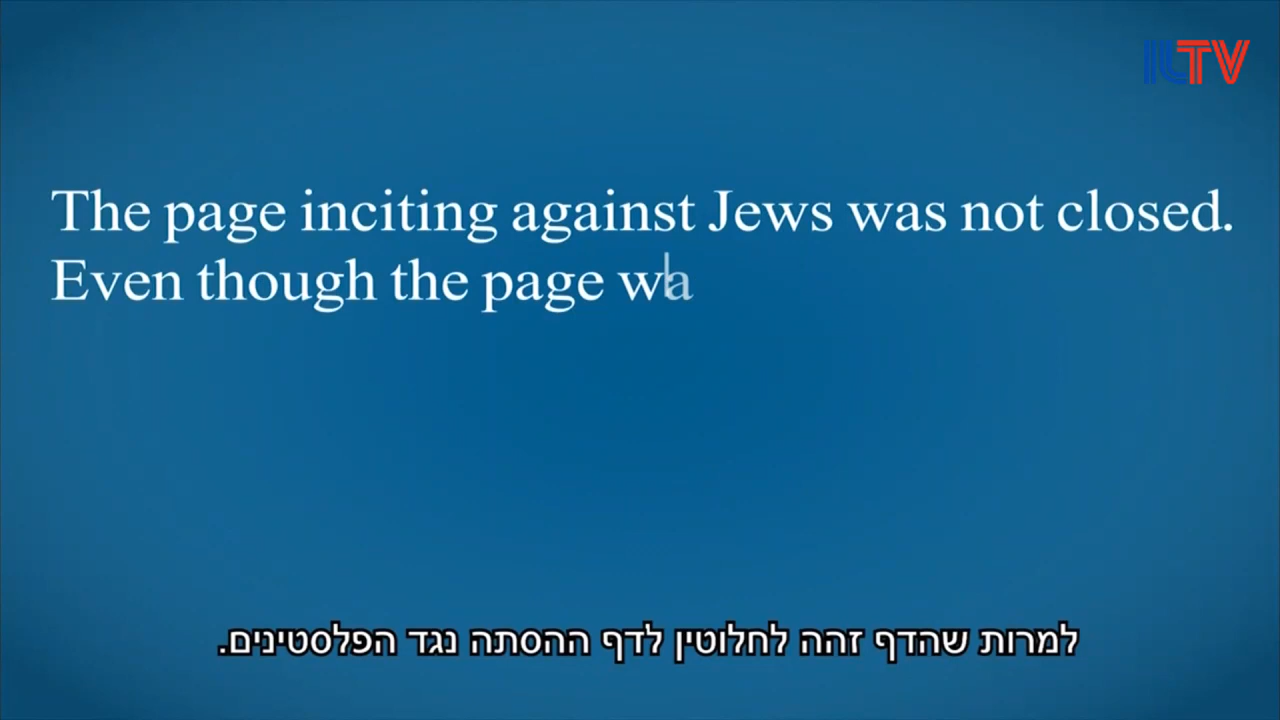 ILTV
The page inciting against Jews was not closed.
Even though the page wa
למרות שהדף זהה לחלוטין לדף ההסתה נגד הפלסטינים.